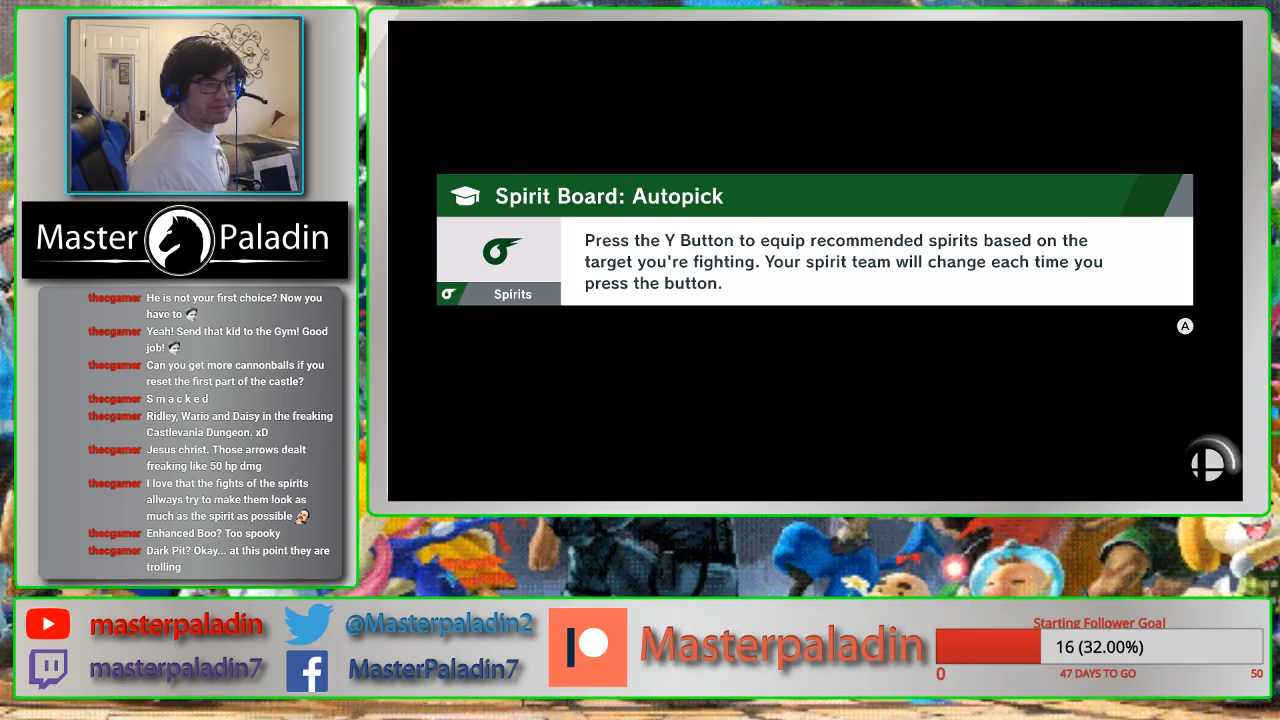 Master Paladin
thecgamer He is not your first choice? Now you
have to
thecgamer Yeah! Send that kid to the Gym! Good
job!
thecgamer Can you get more cannonballs if you
reset the first part of the castle?
thecgamer S m a c k e d
thecgamer Ridley, Wario and Daisy in the freaking
Castlevania Dungeon. xD
thecgamer Jesus christ. Those arrows dealt
freaking like 50 hp dmg
thecgamer I love that the fights of the spirits
allways try to make them look as
much as the spirit as possible
thecgamer Enhanced Boo? Too spooky
thecgamer Dark Pit? Okay... at this point they are
trolling
Spirit Board: Autopick
Press the Y Button to equip recommended spirits based on the
target you're fighting. Your spirit team will change each time you
press the button.
Spirits
A
masterpaladin
@Masterpaladin2
masterpaladin7
MasterPaladin7
Masterpaladin
Starting Follower Goal
16 (32.00%)
0
47 DAYS TO GO
50